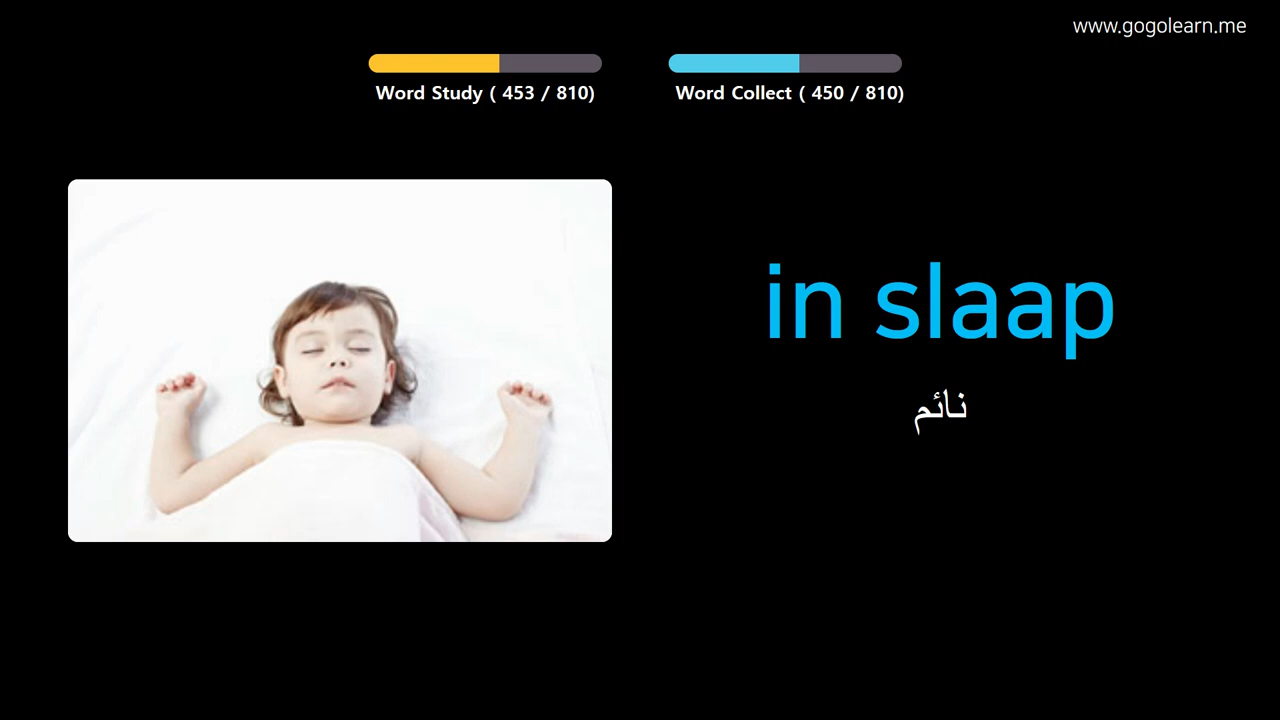 www.gogolearn.me
Word Study ( 453 / 810)
Word Collect ( 450 / 810)
in slaap
نائم